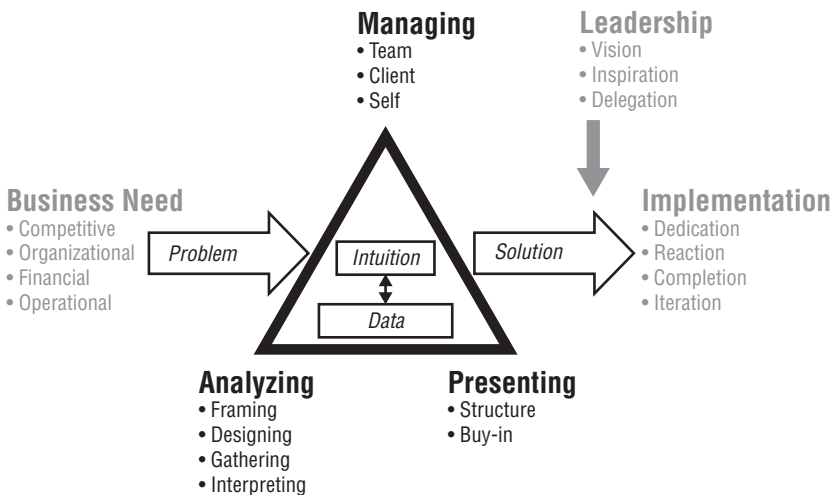 Managing
• Team
• Client
• Self
Leadership
• Vision
• Inspiration
• Delegation
Business Need
• Competitive
• Organizational
• Financial
• Operational
Problem
Intuition
Data
Solution
Implementation
• Dedication
• Reaction
• Completion
• Iteration
Analyzing
• Framing
• Designing
• Gathering
• Interpreting
Presenting
• Structure
• Buy-in